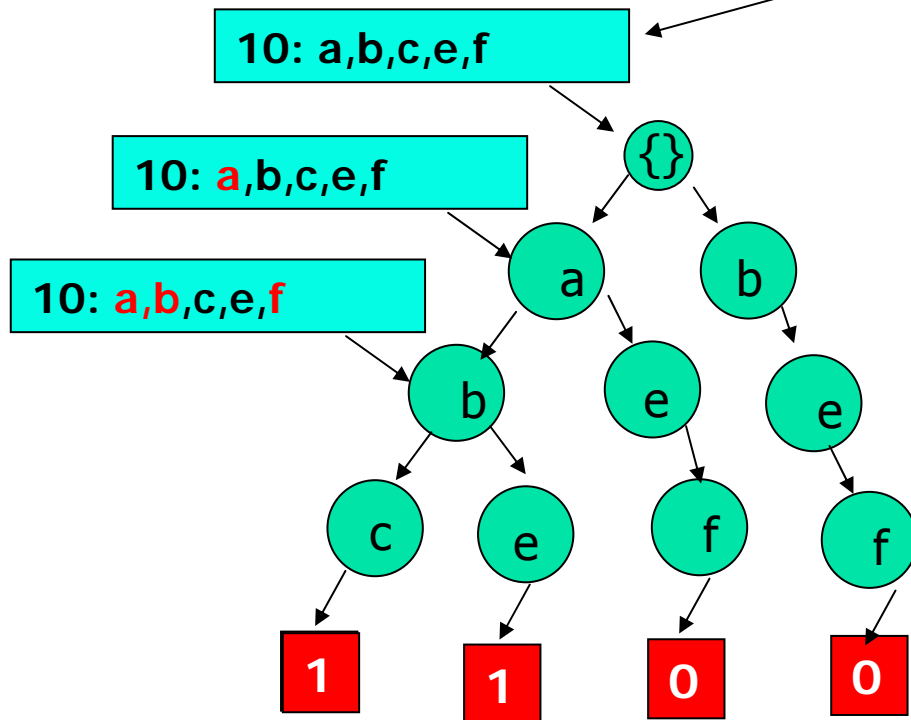 10: a,b,c,e,f
{}
10: a,b,c,e,f
a
b
10: a,b,c,e,f
b
e
e
c
e
f
f
1
1
0
0